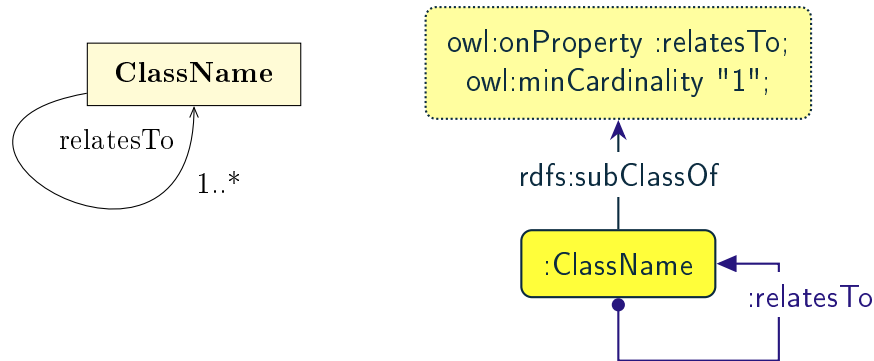 ClassName
relatesTo
1..*
owl:onProperty :relatesTo;
owl:minCardinality "1";
rdfs:subClassOf
:ClassName
:relatesTo